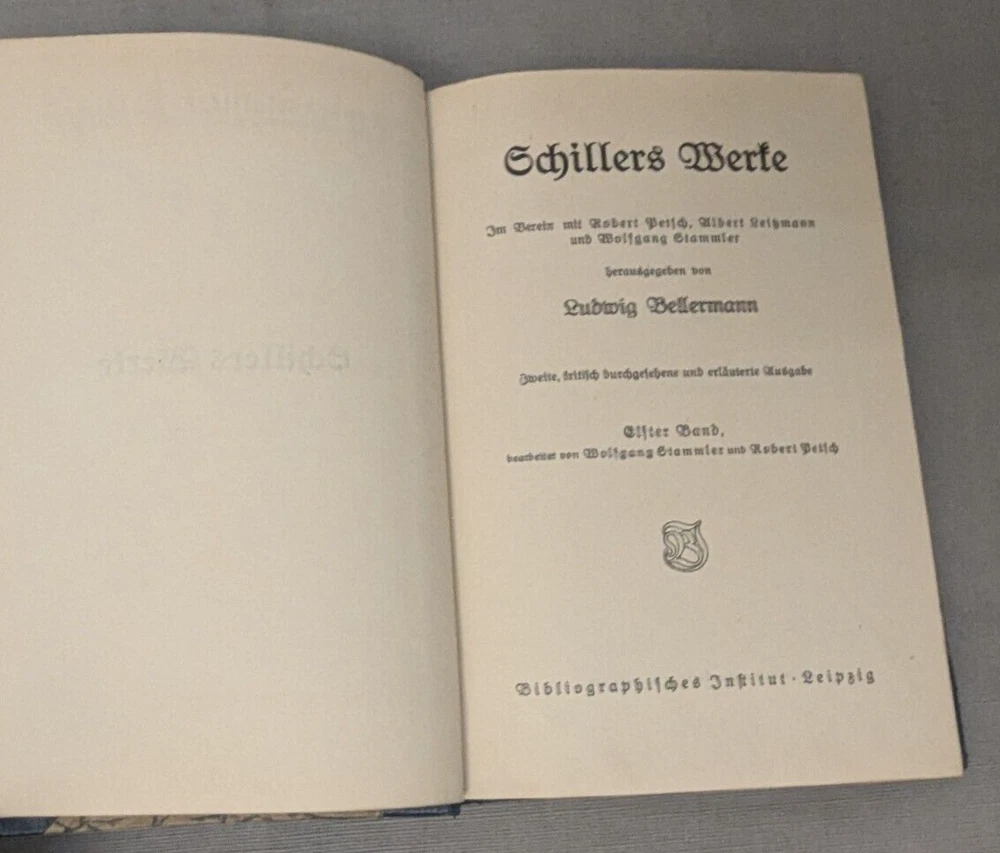 Schillers Werke
Im Verein mit Robert Petsch, Albert Leitzmann
und Wolfgang Stammler
herausgegeben von
Ludwig Bellermann
Zweite, kritisch durchgesehene und erläuterte Ausgabe
Elfter Band,
bearbeitet von Wolfgang Stammler und Robert Petsch
Bibliographisches Institut · Leipzig